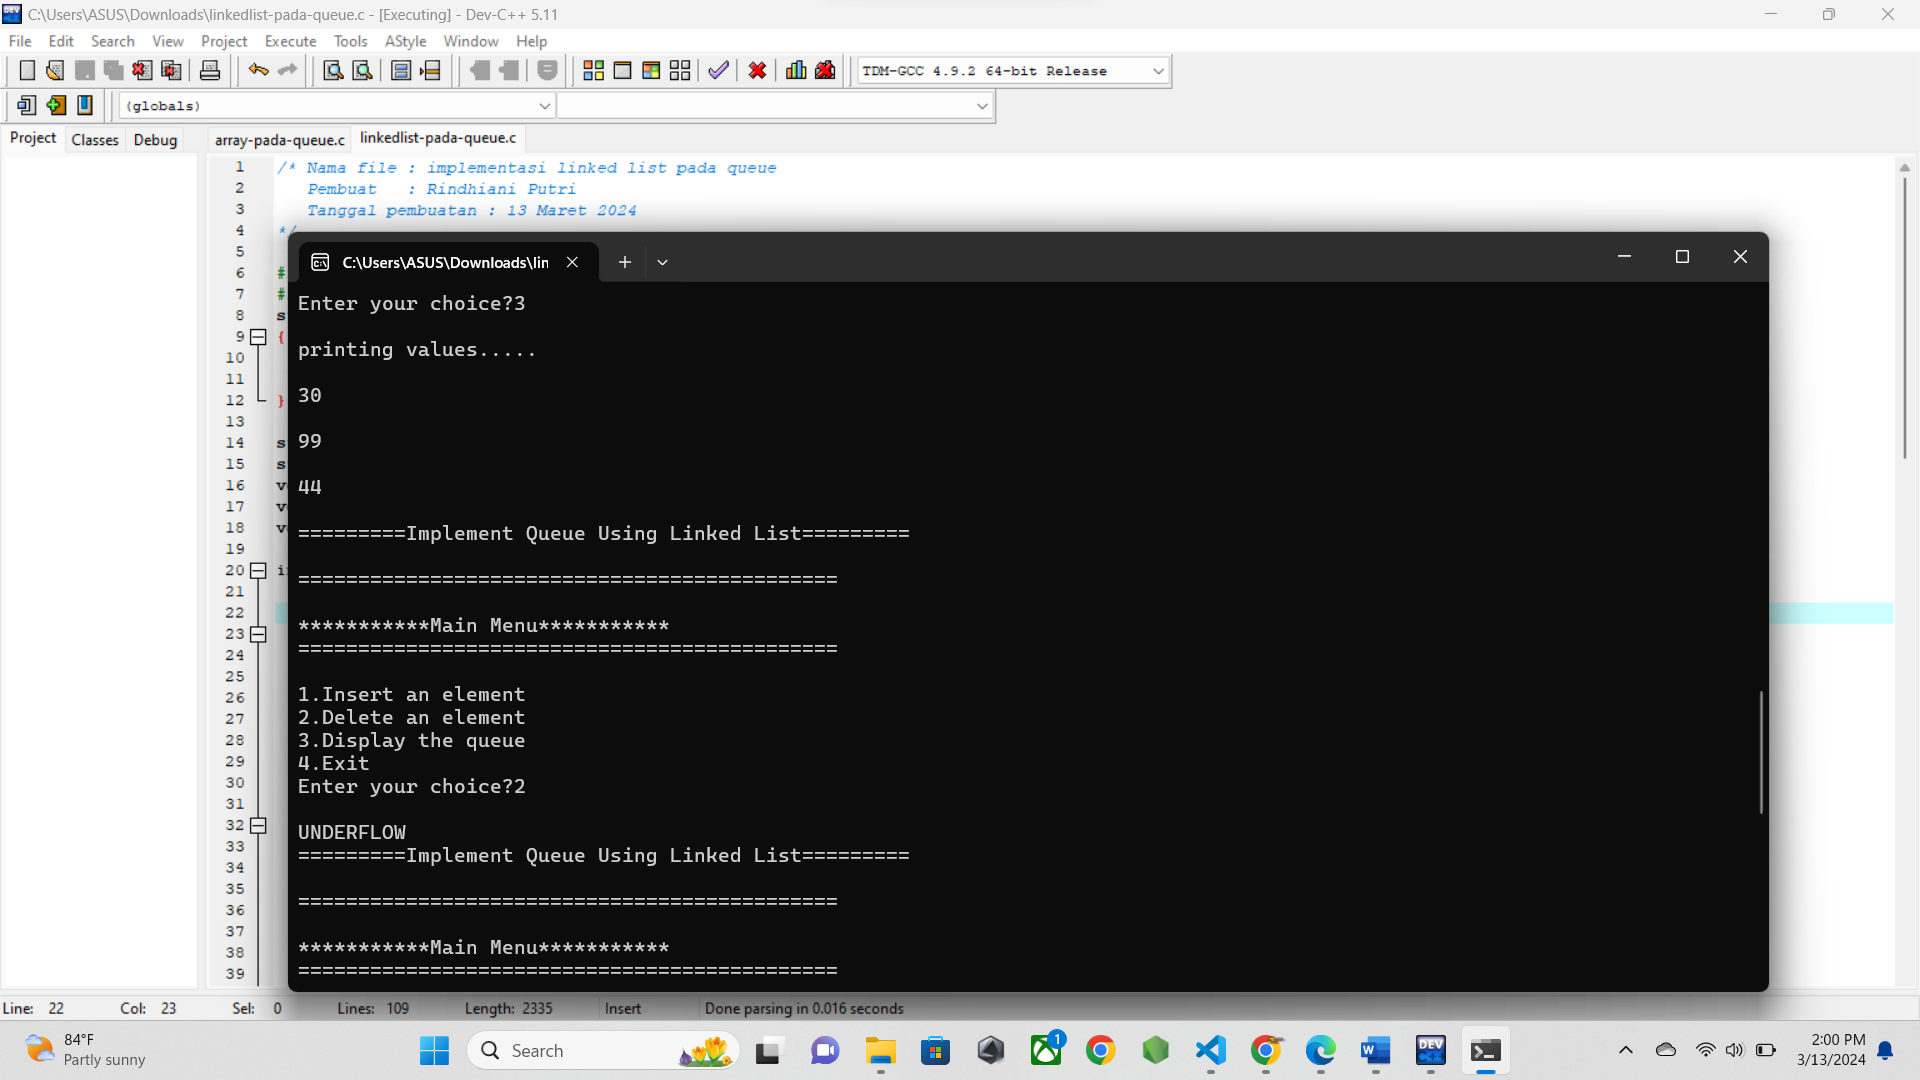 C:\Users\ASUS\Downloads\linkedlist-pada-queue.c - [Executing] - Dev-C++ 5.11
File Edit Search View Project Execute Tools AStyle Window Help
TDM-GCC 4.9.2 64-bit Release
(globals)
Project Classes Debug
array-pada-queue.c linkedlist-pada-queue.c
1 /* Nama file : implementasi linked list pada queue
2 Pembuat : Rindhiani Putri
3 Tanggal pembuatan : 13 Maret 2024
4 */
5
6 #
7 #
8 s
9 {
10
11
12 }
13
14 s
15 s
16 v
17 v
18 v
19
20 i
21
22
23
24
25
26
27
28
29
30
31
32
33
34
35
36
37
38
39
C:\Users\ASUS\Downloads\lin
Enter your choice?3
printing values.....
30
99
44
=========Implement Queue Using Linked List=========
=============================================
***********Main Menu***********
=============================================
1.Insert an element
2.Delete an element
3.Display the queue
4.Exit
Enter your choice?2
UNDERFLOW
=========Implement Queue Using Linked List=========
=============================================
***********Main Menu***********
=============================================
Line: 22 Col: 23 Sel: 0 Lines: 109 Length: 2335 Insert Done parsing in 0.016 seconds
84°F
Partly sunny
Search
1
DEV
C++
2:00 PM
3/13/2024